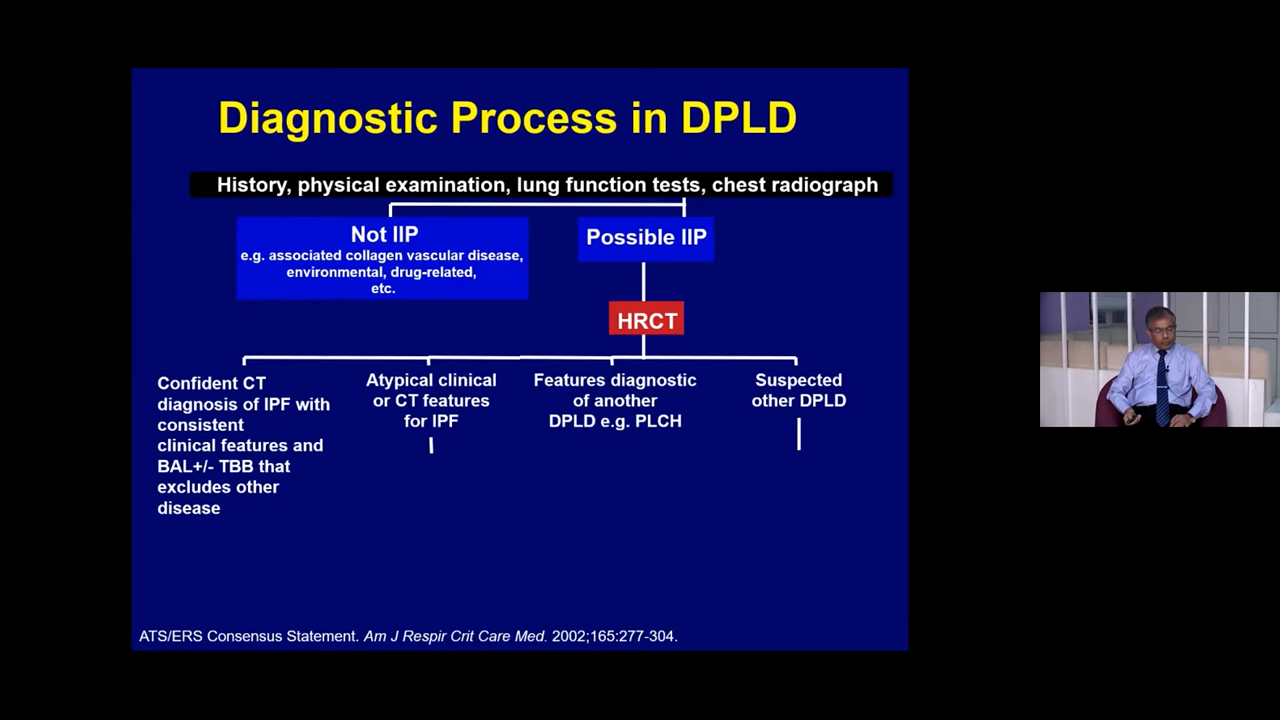 Diagnostic Process in DPLD
History, physical examination, lung function tests, chest radiograph
Not IIP
e.g. associated collagen vascular disease,
environmental, drug-related,
etc.
Possible IIP
HRCT
Confident CT
diagnosis of IPF with
consistent
clinical features and
BAL+/- TBB that
excludes other
disease
Atypical clinical
or CT features
for IPF
Features diagnostic
of another
DPLD e.g. PLCH
Suspected
other DPLD
ATS/ERS Consensus Statement. Am J Respir Crit Care Med. 2002;165:277-304.